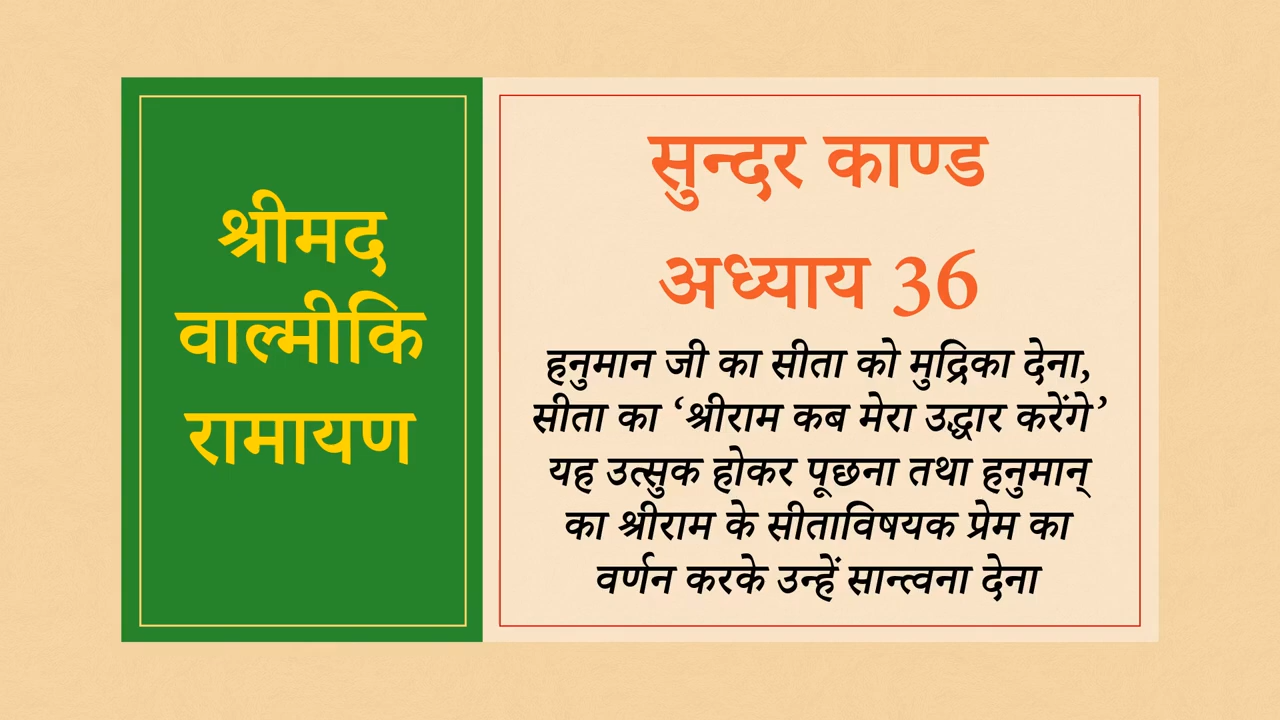 श्रीमद
वाल्मीकि
रामायण
सुन्दर काण्ड
अध्याय 36
हनुमान जी का सीता को मुद्रिका देना,
सीता का ‘श्रीराम कब मेरा उद्धार करेंगे’
यह उत्सुक होकर पूछना तथा हनुमान्
का श्रीराम के सीताविषयक प्रेम का
वर्णन करके उन्हें सान्त्वना देना